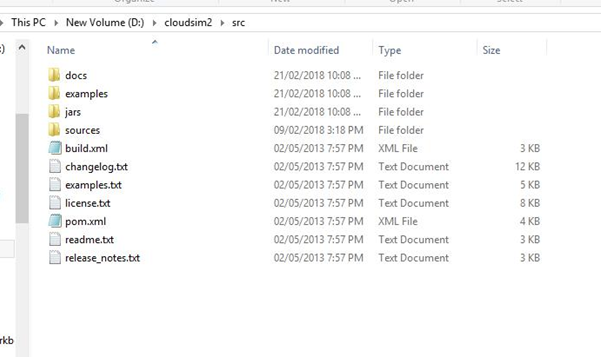 This PC > New Volume (D:) > cloudsim2 > src
Name Date modified Type Size
docs 21/02/2018 10:08 ... File folder
examples 21/02/2018 10:08 ... File folder
jars 21/02/2018 10:08 ... File folder
sources 09/02/2018 3:18 PM File folder
build.xml 02/05/2013 7:57 PM XML File 3 KB
changelog.txt 02/05/2013 7:57 PM Text Document 12 KB
examples.txt 02/05/2013 7:57 PM Text Document 5 KB
license.txt 02/05/2013 7:57 PM Text Document 8 KB
pom.xml 02/05/2013 7:57 PM XML File 4 KB
readme.txt 02/05/2013 7:57 PM Text Document 3 KB
release_notes.txt 02/05/2013 7:57 PM Text Document 3 KB
rkb